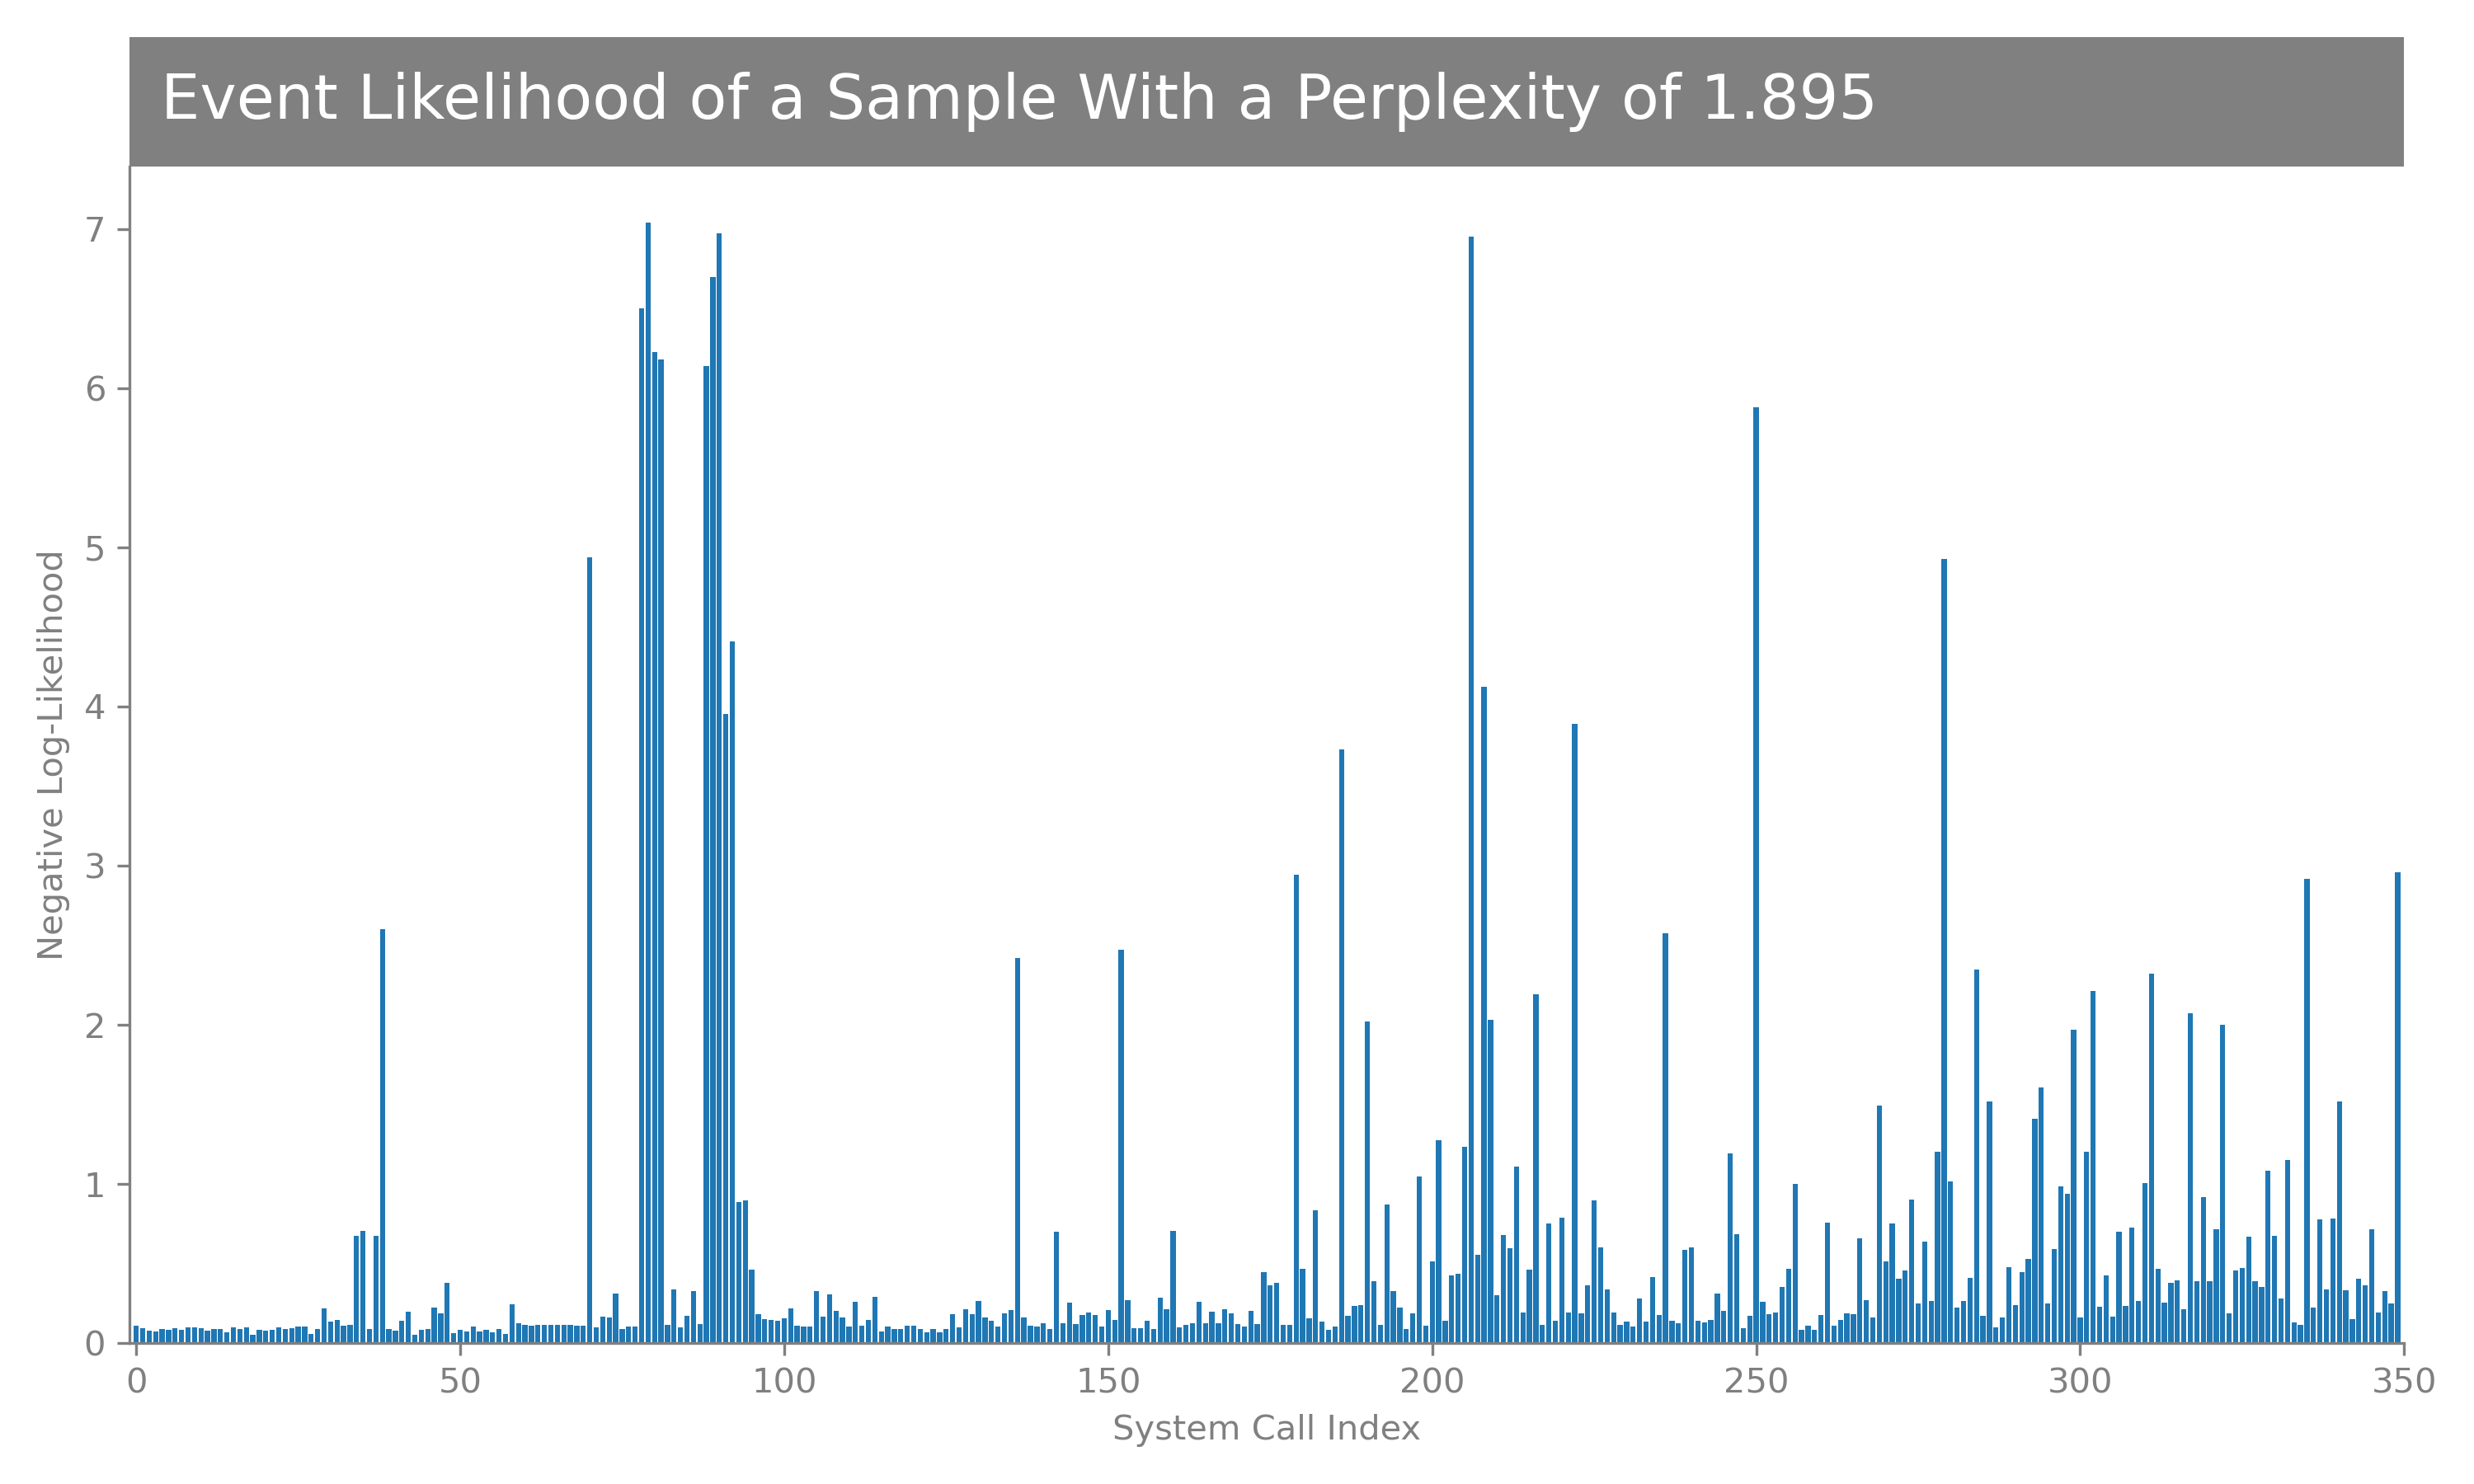 Event Likelihood of a Sample With a Perplexity of 1.895
7
6
5
4
3
2
1
0
Negative Log-Likelihood
0 50 100 150 200 250 300 350
System Call Index